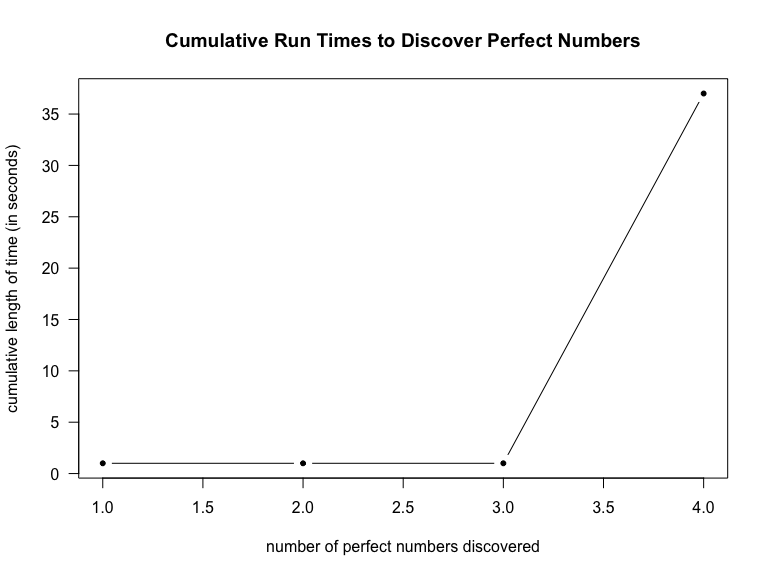 Cumulative Run Times to Discover Perfect Numbers
cumulative length of time (in seconds)
35
30
25
20
15
10
5
0
1.0 1.5 2.0 2.5 3.0 3.5 4.0
number of perfect numbers discovered